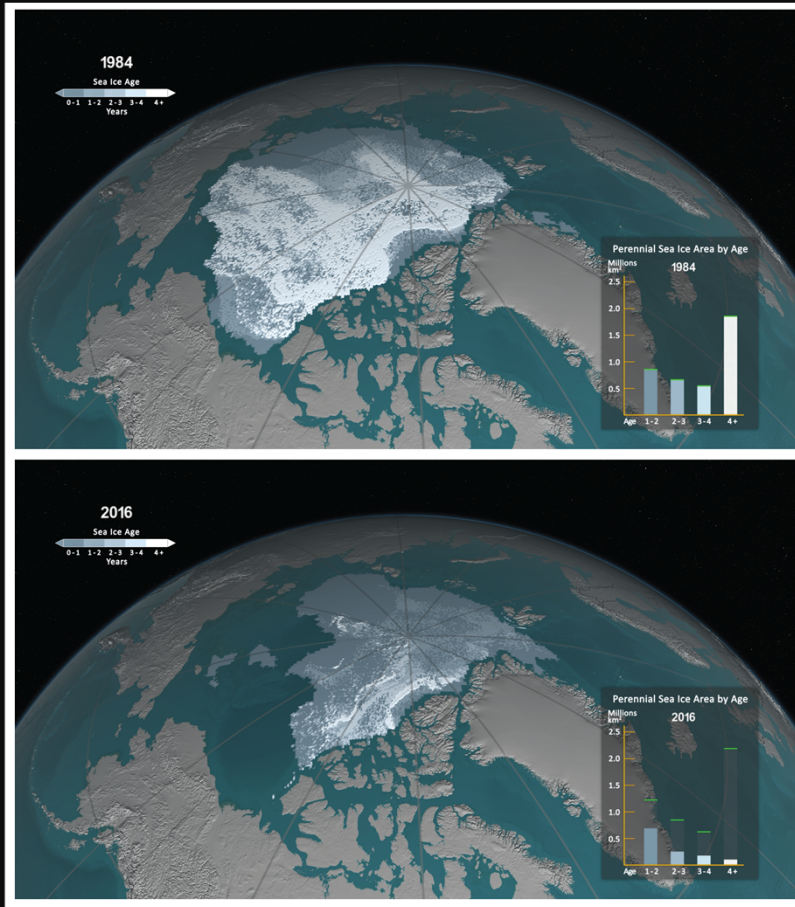 1984
Sea Ice Age
0-1 1-2 2-3 3-4 4+
Years
Perennial Sea Ice Area by Age
Millions
km²
1984
2.5
2.0
1.5
1.0
0.5
Age 1-2 2-3 3-4 4+
2016
Sea Ice Age
0-1 1-2 2-3 3-4 4+
Years
Perennial Sea Ice Area by Age
Millions
km²
2016
2.5
2.0
1.5
1.0
0.5
Age 1-2 2-3 3-4 4+